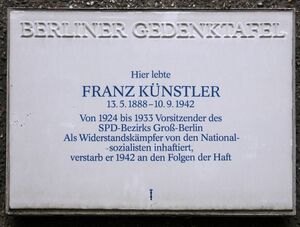 BERLINER GEDENKTAFEL
Hier lebte
FRANZ KÜNSTLER
13.5.1888–10.9.1942
Von 1924 bis 1933 Vorsitzender des
SPD-Bezirks Groß-Berlin
Als Widerstandskämpfer von den National-
sozialisten inhaftiert,
verstarb er 1942 an den Folgen der Haft